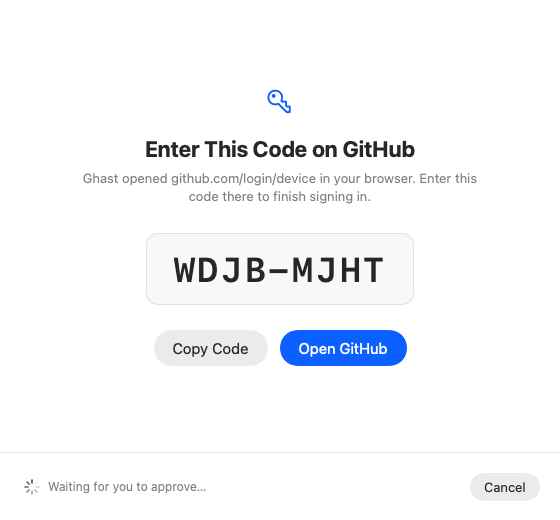 Enter This Code on GitHub
Ghast opened github.com/login/device in your browser. Enter this
code there to finish signing in.
WDJB-MJHT
Copy Code
Open GitHub
Waiting for you to approve...
Cancel